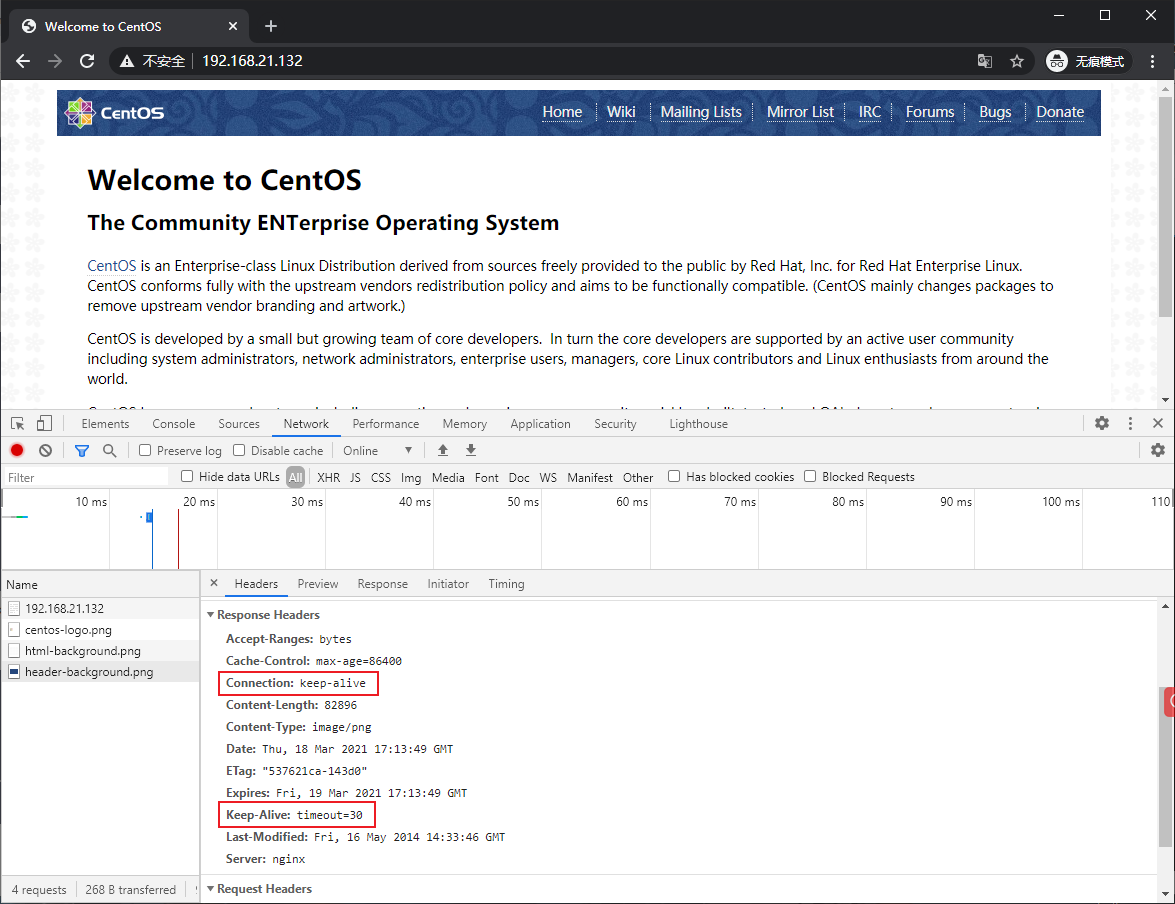 Welcome to CentOS
不安全 192.168.21.132 无痕模式
CentOS Home Wiki Mailing Lists Mirror List IRC Forums Bugs Donate
Welcome to CentOS
The Community ENTerprise Operating System
CentOS is an Enterprise-class Linux Distribution derived from sources freely provided to the public by Red Hat, Inc. for Red Hat Enterprise Linux.
CentOS conforms fully with the upstream vendors redistribution policy and aims to be functionally compatible. (CentOS mainly changes packages to
remove upstream vendor branding and artwork.)
CentOS is developed by a small but growing team of core developers.  In turn the core developers are supported by an active user community
including system administrators, network administrators, enterprise users, managers, core Linux contributors and Linux enthusiasts from around the
world.
Elements Console Sources Network Performance Memory Application Security Lighthouse
Preserve log Disable cache Online
Filter Hide data URLs All XHR JS CSS Img Media Font Doc WS Manifest Other Has blocked cookies Blocked Requests
10 ms 20 ms 30 ms 40 ms 50 ms 60 ms 70 ms 80 ms 90 ms 100 ms 110
Name
192.168.21.132
centos-logo.png
html-background.png
header-background.png
4 requests 268 B transferred
Headers Preview Response Initiator Timing
Response Headers
Accept-Ranges: bytes
Cache-Control: max-age=86400
Connection: keep-alive
Content-Length: 82896
Content-Type: image/png
Date: Thu, 18 Mar 2021 17:13:49 GMT
ETag: "537621ca-143d0"
Expires: Fri, 19 Mar 2021 17:13:49 GMT
Keep-Alive: timeout=30
Last-Modified: Fri, 16 May 2014 14:33:46 GMT
Server: nginx
Request Headers